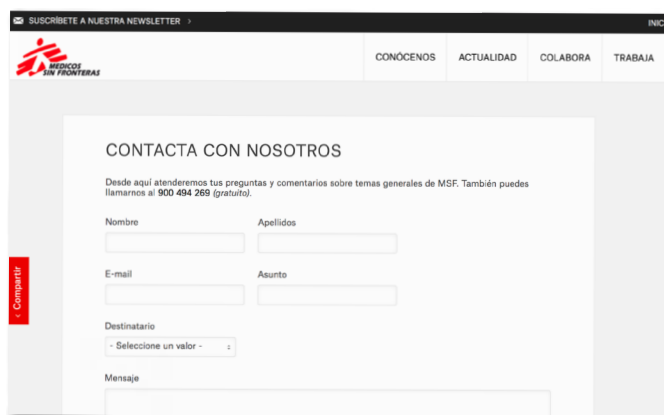 SUSCRÍBETE A NUESTRA NEWSLETTER >
INIC
MEDICOS
SIN FRONTERAS
CONÓCENOS ACTUALIDAD COLABORA TRABAJA
CONTACTA CON NOSOTROS
Desde aquí atenderemos tus preguntas y comentarios sobre temas generales de MSF. También puedes
llamarnos al 900 494 269 (gratuito).
Nombre Apellidos
E-mail Asunto
< Compartir
Destinatario
- Seleccione un valor -
Mensaje